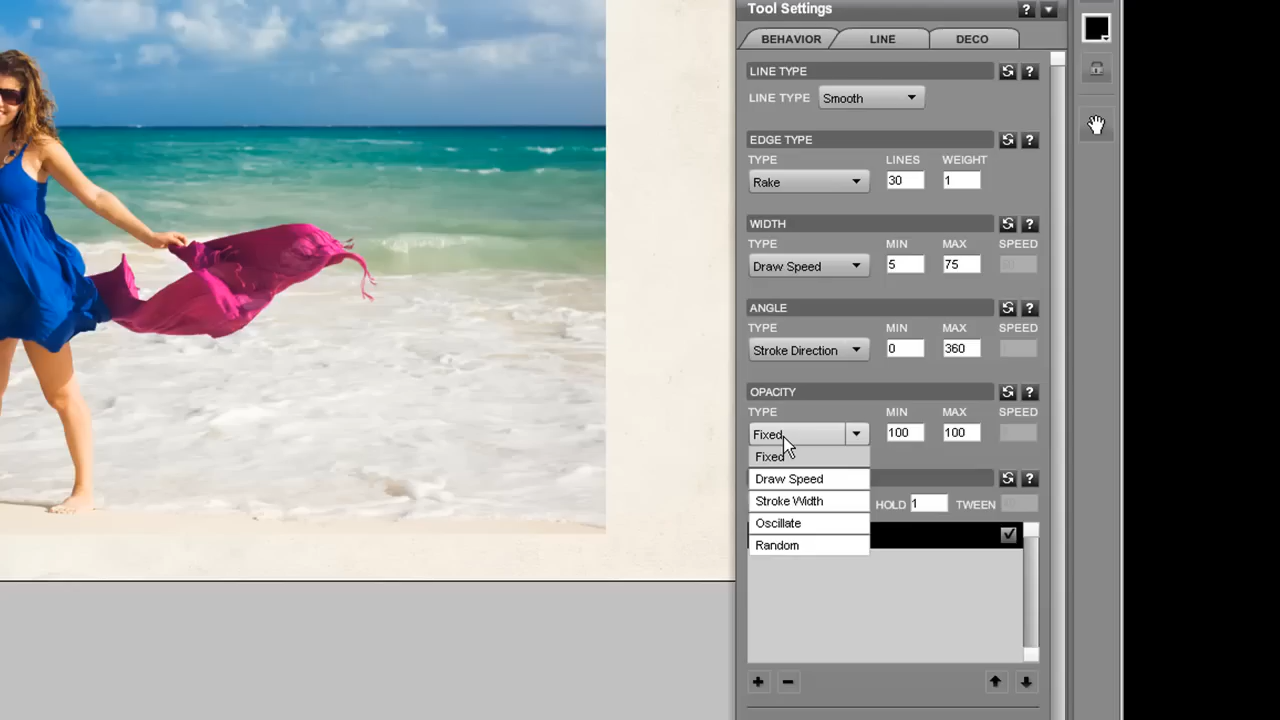 Tool Settings ?
BEHAVIOR LINE DECO
LINE TYPE ?
LINE TYPE Smooth
EDGE TYPE ?
TYPE LINES WEIGHT
Rake 30 1
WIDTH ?
TYPE MIN MAX SPEED
Draw Speed 5 75
ANGLE ?
TYPE MIN MAX SPEED
Stroke Direction 0 360
OPACITY ?
TYPE MIN MAX SPEED
Fixed 100 100
Fixed
Draw Speed
Stroke Width
Oscillate
Random
?
HOLD 1 TWEEN